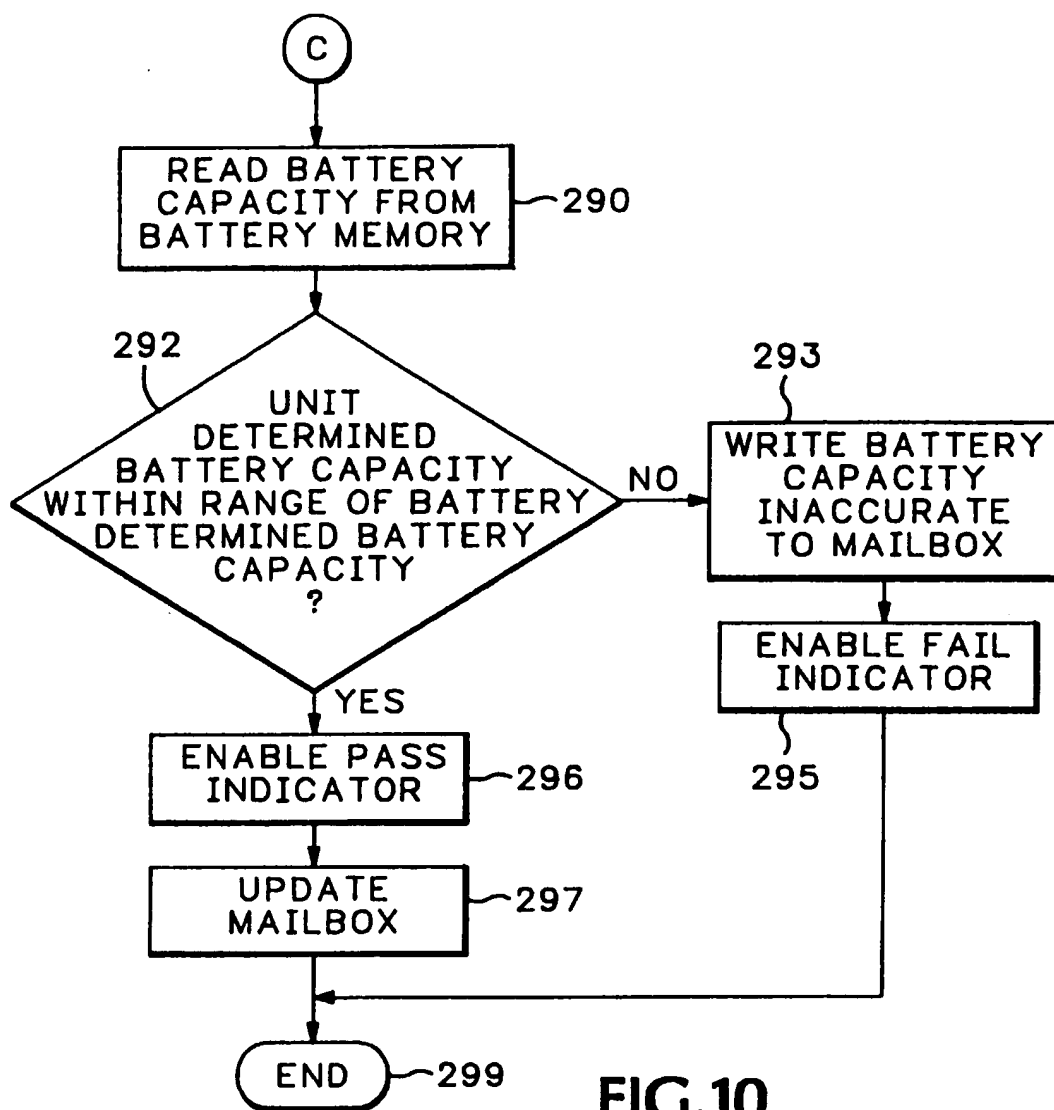 C
READ BATTERY
CAPACITY FROM
BATTERY MEMORY
290
292
UNIT
DETERMINED
BATTERY CAPACITY
WITHIN RANGE OF BATTERY
DETERMINED BATTERY
CAPACITY
?
NO
293
WRITE BATTERY
CAPACITY
INACCURATE
TO MAILBOX
ENABLE FAIL
INDICATOR
295
YES
ENABLE PASS
INDICATOR
296
UPDATE
MAILBOX
297
END
299
FIG.10